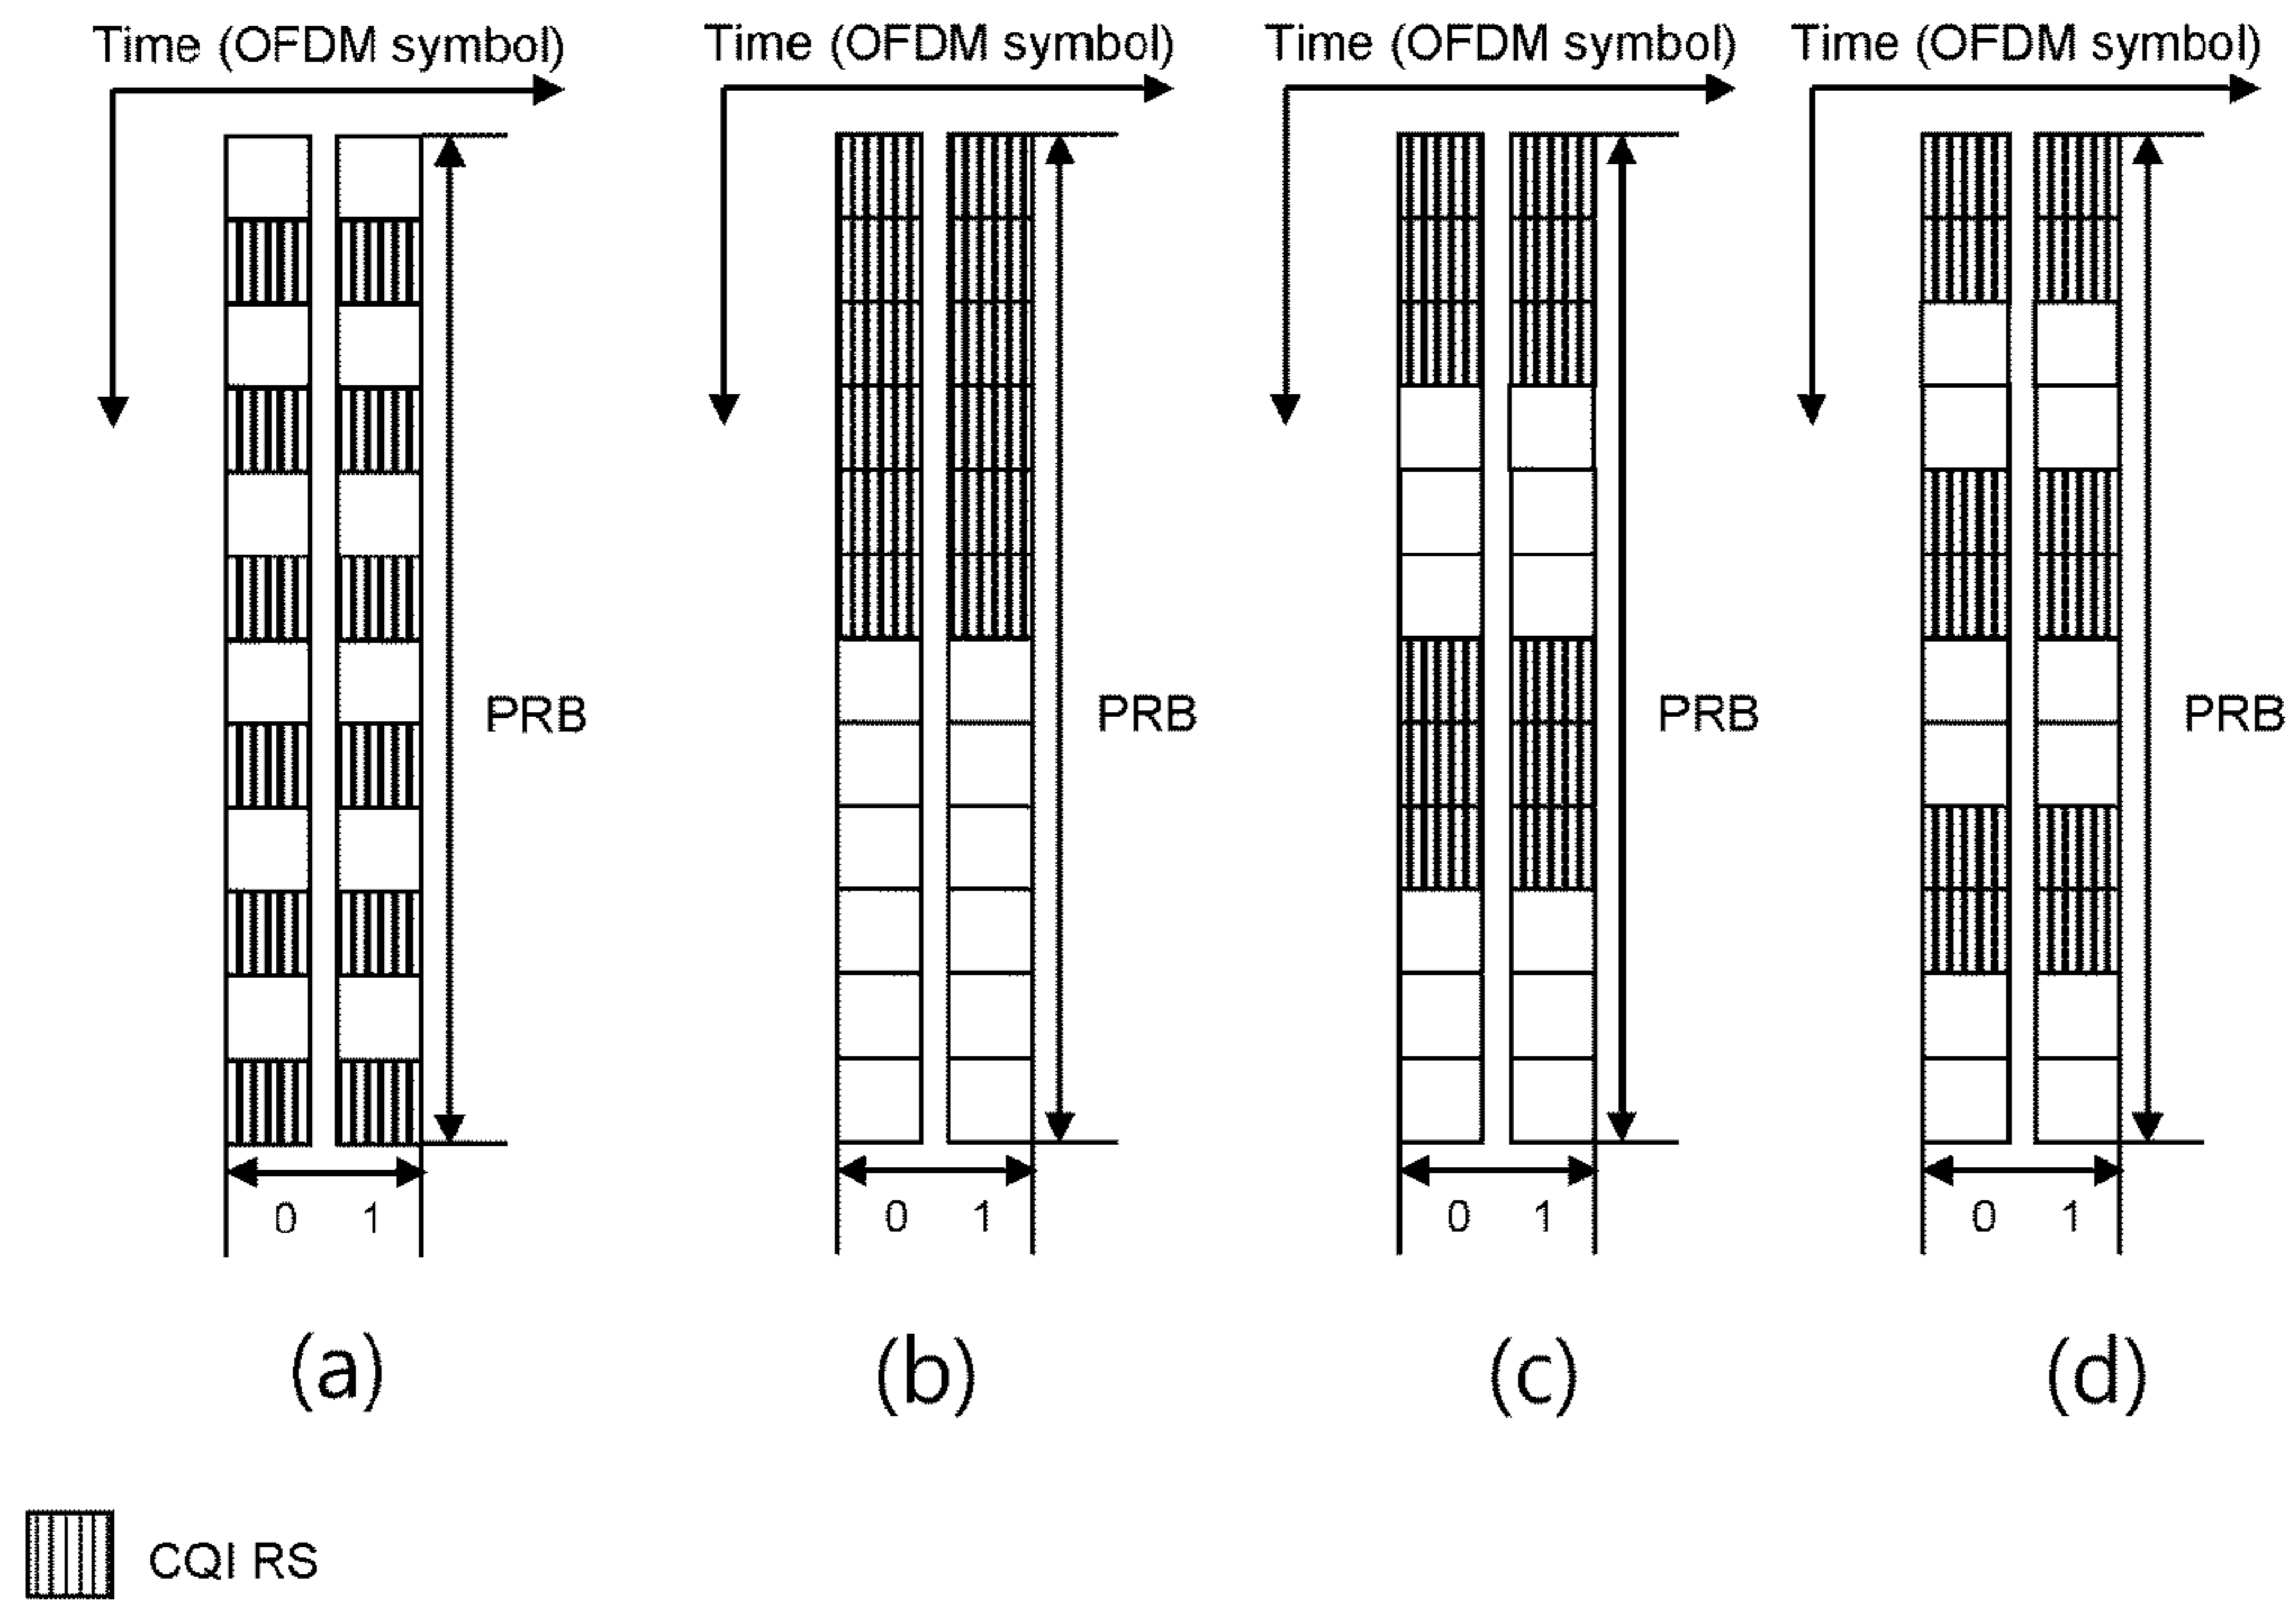 Time (OFDM symbol) Time (OFDM symbol) Time (OFDM symbol) Time (OFDM symbol)
PRB PRB PRB PRB
0 1 0 1 0 1 0 1
(a) (b) (c) (d)
CQI RS